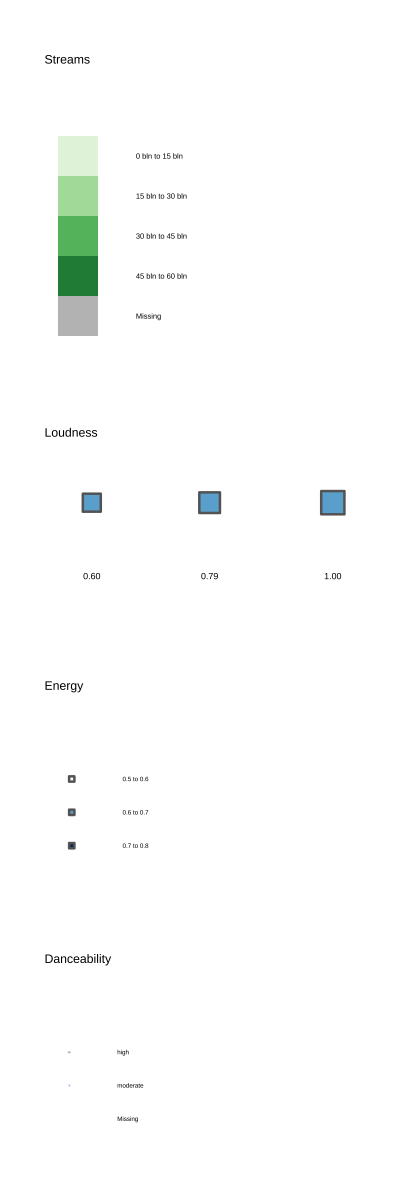 Streams
0 bln to 15 bln
15 bln to 30 bln
30 bln to 45 bln
45 bln to 60 bln
Missing
Loudness
0.60 0.79 1.00
Energy
0.5 to 0.6
0.6 to 0.7
0.7 to 0.8
Danceability
high
moderate
Missing